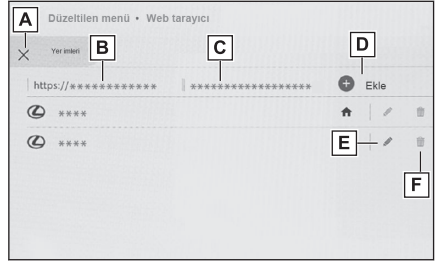 A
Düzeltilen menü • Web tarayıcı
Yer imleri
B
C
D
https://************ ****************** Ekle
****
****
E
F